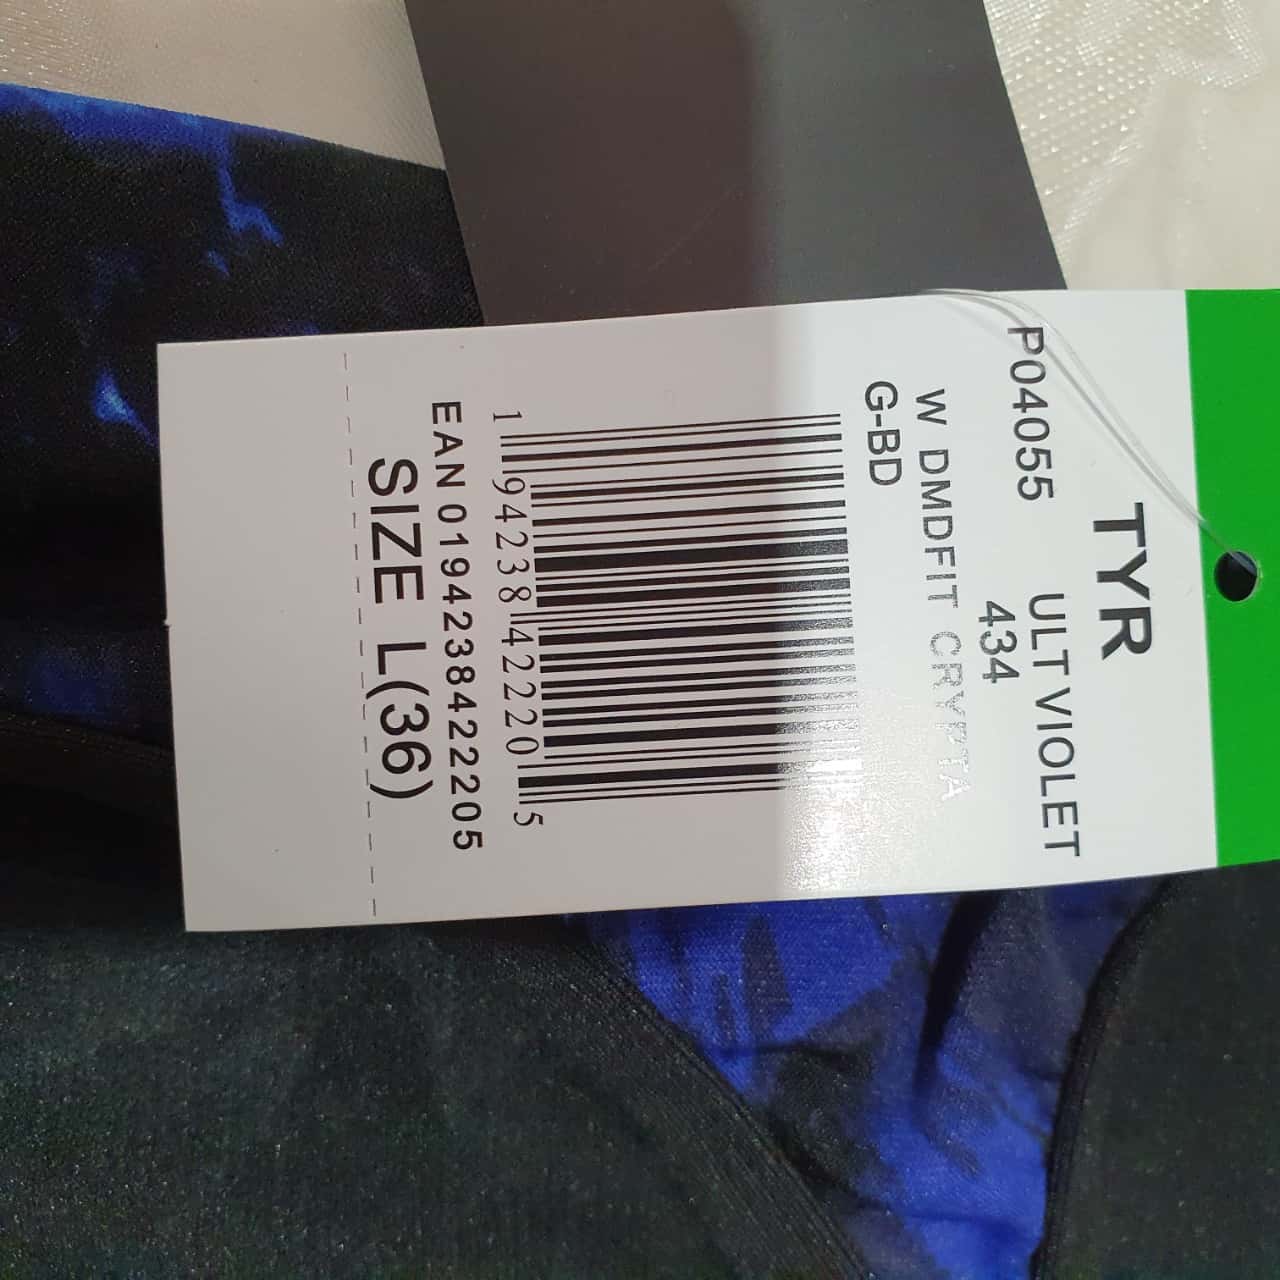 TYR
P04055 ULT VIOLET
434
W DMDFIT CRYPTA
G-BD
1 94238 42220 5
EAN 0194238422205
SIZE L(36)